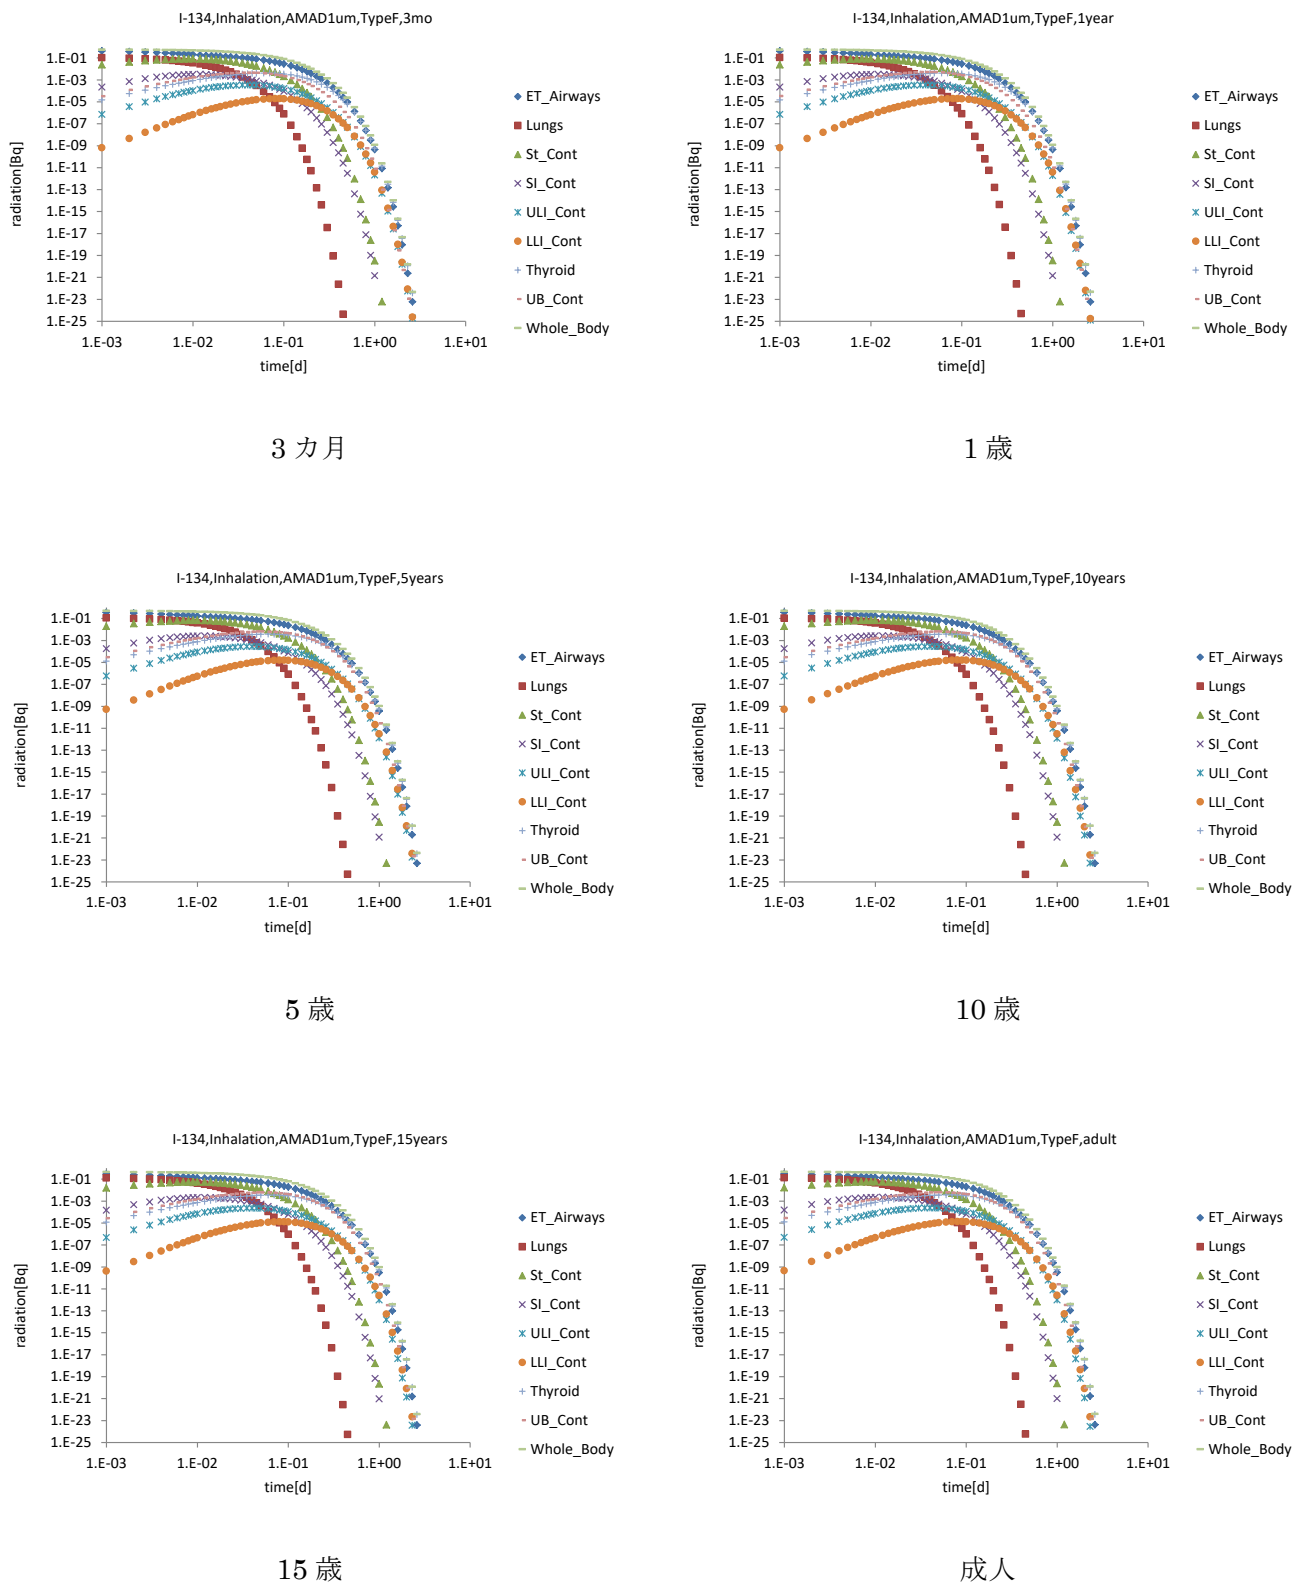 I-134,Inhalation,AMAD1um,TypeF,3mo
1.E-01
1.E-03
1.E-05
1.E-07
1.E-09
1.E-11
1.E-13
1.E-15
1.E-17
1.E-19
1.E-21
1.E-23
1.E-25
radiation[Bq]
1.E-03 1.E-02 1.E-01 1.E+00 1.E+01
time[d]
ET_Airways
Lungs
St_Cont
SI_Cont
ULI_Cont
LLI_Cont
Thyroid
UB_Cont
Whole_Body
3 カ月
I-134,Inhalation,AMAD1um,TypeF,1year
1.E-01
1.E-03
1.E-05
1.E-07
1.E-09
1.E-11
1.E-13
1.E-15
1.E-17
1.E-19
1.E-21
1.E-23
1.E-25
radiation[Bq]
1.E-03 1.E-02 1.E-01 1.E+00 1.E+01
time[d]
ET_Airways
Lungs
St_Cont
SI_Cont
ULI_Cont
LLI_Cont
Thyroid
UB_Cont
Whole_Body
1 歳
I-134,Inhalation,AMAD1um,TypeF,5years
1.E-01
1.E-03
1.E-05
1.E-07
1.E-09
1.E-11
1.E-13
1.E-15
1.E-17
1.E-19
1.E-21
1.E-23
1.E-25
radiation[Bq]
1.E-03 1.E-02 1.E-01 1.E+00 1.E+01
time[d]
ET_Airways
Lungs
St_Cont
SI_Cont
ULI_Cont
LLI_Cont
Thyroid
UB_Cont
Whole_Body
5 歳
I-134,Inhalation,AMAD1um,TypeF,10years
1.E-01
1.E-03
1.E-05
1.E-07
1.E-09
1.E-11
1.E-13
1.E-15
1.E-17
1.E-19
1.E-21
1.E-23
1.E-25
radiation[Bq]
1.E-03 1.E-02 1.E-01 1.E+00 1.E+01
time[d]
ET_Airways
Lungs
St_Cont
SI_Cont
ULI_Cont
LLI_Cont
Thyroid
UB_Cont
Whole_Body
10 歳
I-134,Inhalation,AMAD1um,TypeF,15years
1.E-01
1.E-03
1.E-05
1.E-07
1.E-09
1.E-11
1.E-13
1.E-15
1.E-17
1.E-19
1.E-21
1.E-23
1.E-25
radiation[Bq]
1.E-03 1.E-02 1.E-01 1.E+00 1.E+01
time[d]
ET_Airways
Lungs
St_Cont
SI_Cont
ULI_Cont
LLI_Cont
Thyroid
UB_Cont
Whole_Body
15 歳
I-134,Inhalation,AMAD1um,TypeF,adult
1.E-01
1.E-03
1.E-05
1.E-07
1.E-09
1.E-11
1.E-13
1.E-15
1.E-17
1.E-19
1.E-21
1.E-23
1.E-25
radiation[Bq]
1.E-03 1.E-02 1.E-01 1.E+00 1.E+01
time[d]
ET_Airways
Lungs
St_Cont
SI_Cont
ULI_Cont
LLI_Cont
Thyroid
UB_Cont
Whole_Body
成人